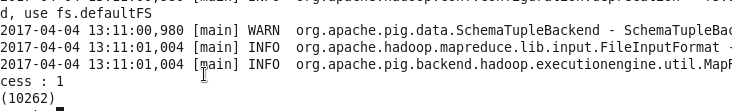 d, use fs.defaultFS
2017-04-04 13:11:00,980 [main] WARN  org.apache.pig.data.SchemaTupleBackend - SchemaTupleBac
2017-04-04 13:11:01,004 [main] INFO  org.apache.hadoop.mapreduce.lib.input.FileInputFormat -
2017-04-04 13:11:01,004 [main] INFO  org.apache.pig.backend.hadoop.executionengine.util.MapR
cess : 1
(10262)